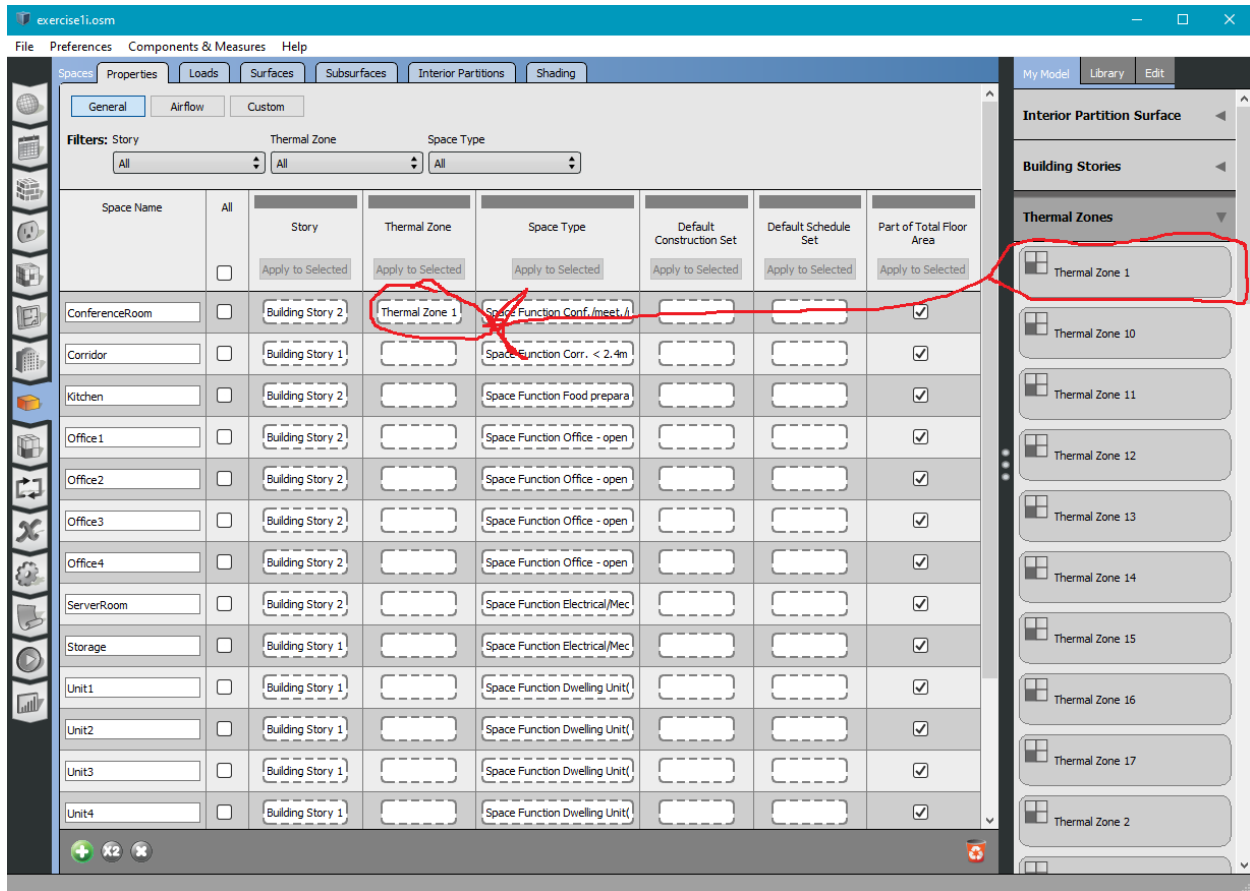 exercise1i.osm
File Preferences Components & Measures Help
Spaces Properties Loads Surfaces Subsurfaces Interior Partitions Shading
My Model Library Edit
General Airflow Custom
Filters: Story Thermal Zone Space Type
All All All
Space Name All Story Thermal Zone Space Type Default Construction Set Default Schedule Set Part of Total Floor Area
Apply to Selected Apply to Selected Apply to Selected Apply to Selected Apply to Selected Apply to Selected
ConferenceRoom Building Story 2 Thermal Zone 1 Space Function Conf./meet./
Corridor Building Story 1 Space Function Corr. < 2.4m
Kitchen Building Story 2 Space Function Food prepara
Office1 Building Story 2 Space Function Office - open
Office2 Building Story 2 Space Function Office - open
Office3 Building Story 2 Space Function Office - open
Office4 Building Story 2 Space Function Office - open
ServerRoom Building Story 2 Space Function Electrical/Mec
Storage Building Story 1 Space Function Electrical/Mec
Unit1 Building Story 1 Space Function Dwelling Unit(
Unit2 Building Story 1 Space Function Dwelling Unit(
Unit3 Building Story 1 Space Function Dwelling Unit(
Unit4 Building Story 1 Space Function Dwelling Unit(
X2
Interior Partition Surface
Building Stories
Thermal Zones
Thermal Zone 1
Thermal Zone 10
Thermal Zone 11
Thermal Zone 12
Thermal Zone 13
Thermal Zone 14
Thermal Zone 15
Thermal Zone 16
Thermal Zone 17
Thermal Zone 2